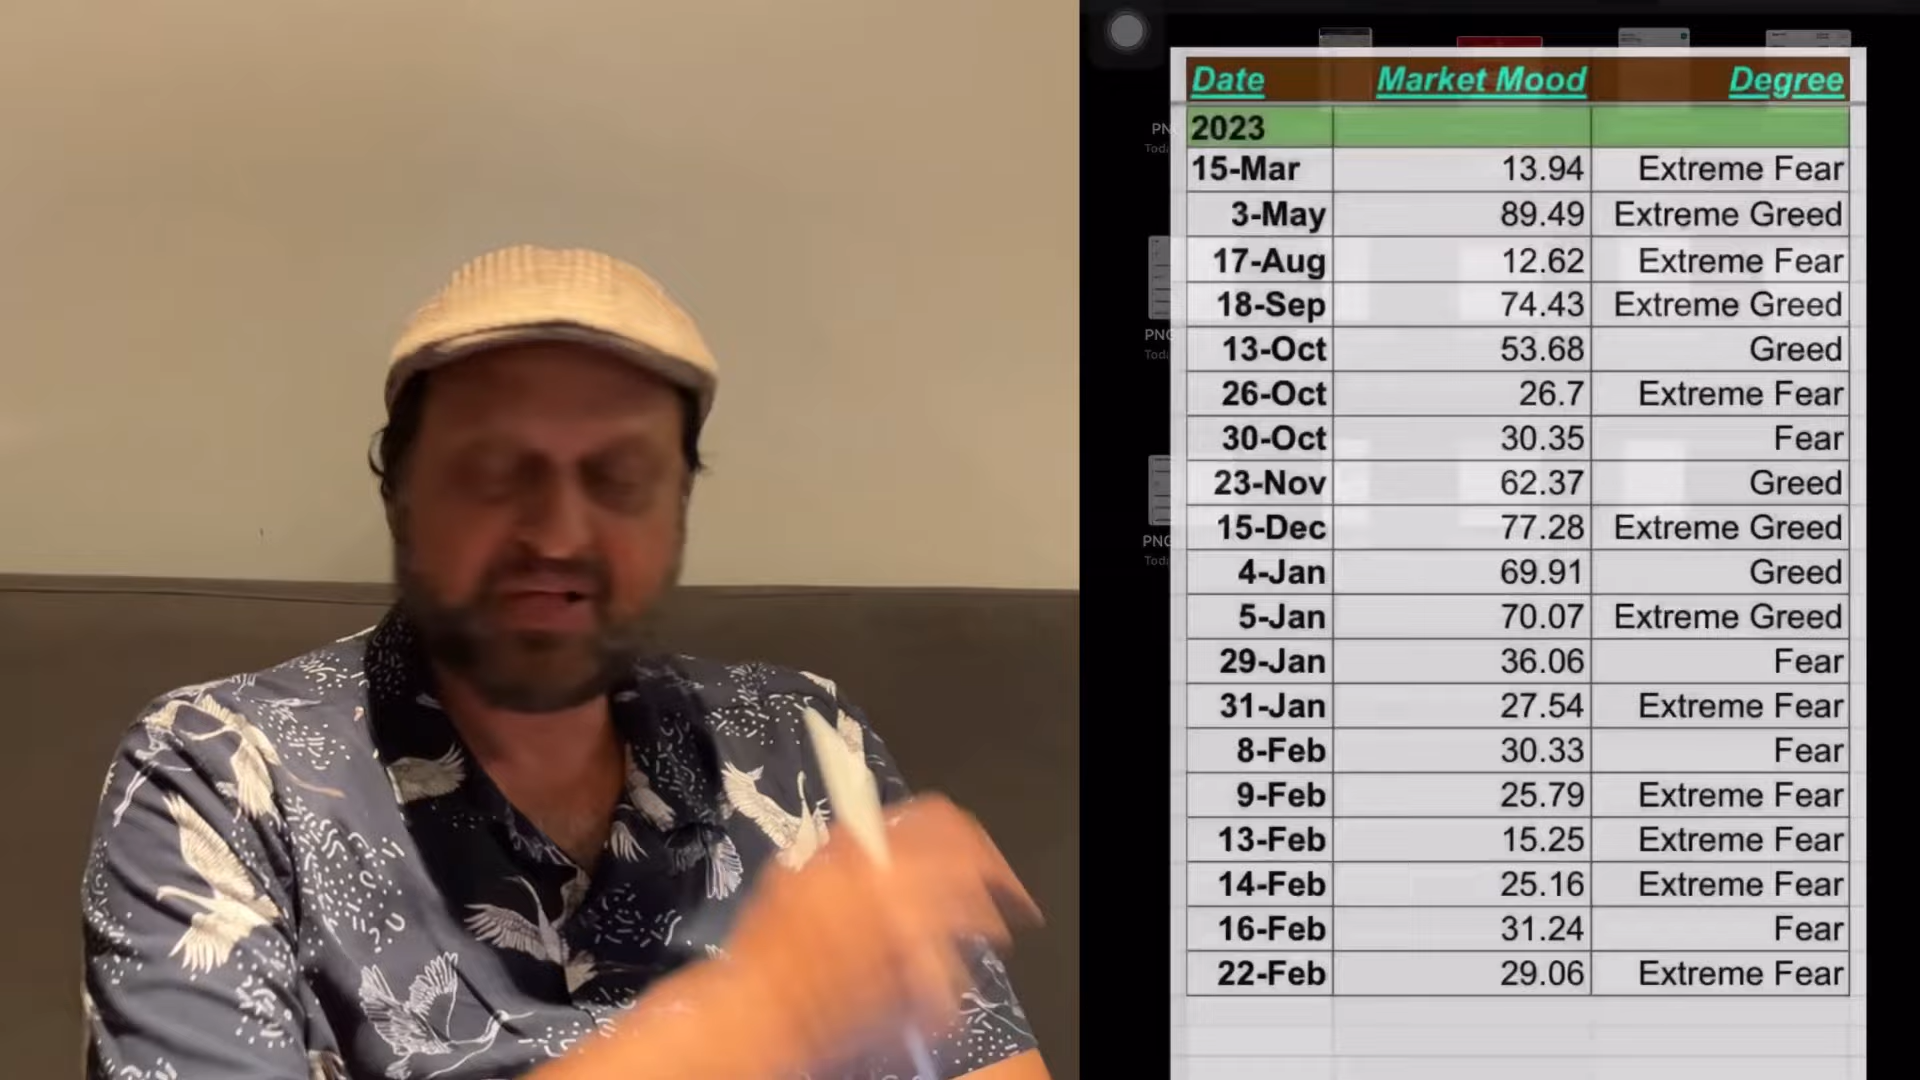 Date Market Mood Degree
2023
15-Mar 13.94 Extreme Fear
3-May 89.49 Extreme Greed
17-Aug 12.62 Extreme Fear
18-Sep 74.43 Extreme Greed
13-Oct 53.68 Greed
26-Oct 26.7 Extreme Fear
30-Oct 30.35 Fear
23-Nov 62.37 Greed
15-Dec 77.28 Extreme Greed
4-Jan 69.91 Greed
5-Jan 70.07 Extreme Greed
29-Jan 36.06 Fear
31-Jan 27.54 Extreme Fear
8-Feb 30.33 Fear
9-Feb 25.79 Extreme Fear
13-Feb 15.25 Extreme Fear
14-Feb 25.16 Extreme Fear
16-Feb 31.24 Fear
22-Feb 29.06 Extreme Fear